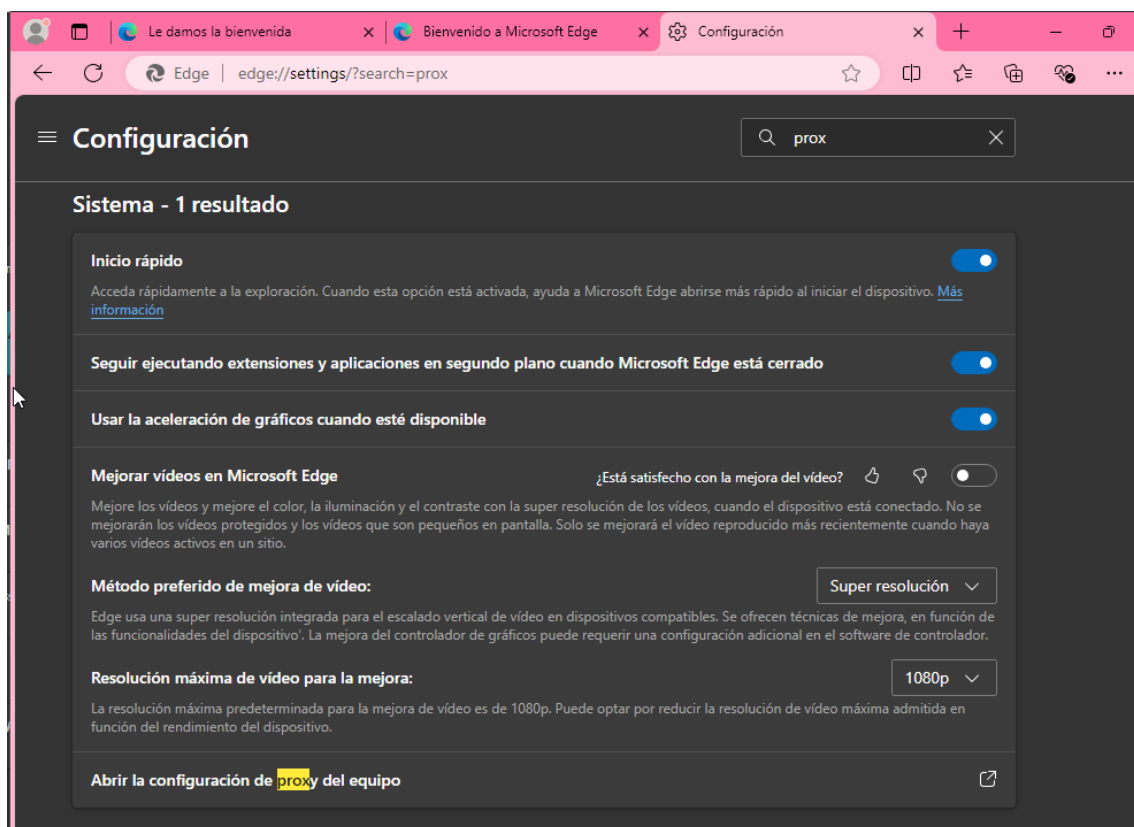 Le damos la bienvenida
Bienvenido a Microsoft Edge
Configuración
Edge
edge://settings/?search=prox
Configuración
prox
Sistema - 1 resultado
Inicio rápido
Acceda rápidamente a la exploración. Cuando esta opción está activada, ayuda a Microsoft Edge abrirse más rápido al iniciar el dispositivo. Más
información
Seguir ejecutando extensiones y aplicaciones en segundo plano cuando Microsoft Edge está cerrado
Usar la aceleración de gráficos cuando esté disponible
Mejorar vídeos en Microsoft Edge
¿Está satisfecho con la mejora del vídeo?
Mejore los vídeos y mejore el color, la iluminación y el contraste con la super resolución de los vídeos, cuando el dispositivo está conectado. No se
mejorarán los vídeos protegidos y los vídeos que son pequeños en pantalla. Solo se mejorará el vídeo reproducido más recientemente cuando haya
varios vídeos activos en un sitio.
Método preferido de mejora de vídeo:
Super resolución
Edge usa una super resolución integrada para el escalado vertical de vídeo en dispositivos compatibles. Se ofrecen técnicas de mejora, en función de
las funcionalidades del dispositivo'. La mejora del controlador de gráficos puede requerir una configuración adicional en el software de controlador.
Resolución máxima de vídeo para la mejora:
1080p
La resolución máxima predeterminada para la mejora de vídeo es de 1080p. Puede optar por reducir la resolución de vídeo máxima admitida en
función del rendimiento del dispositivo.
Abrir la configuración de proxy del equipo